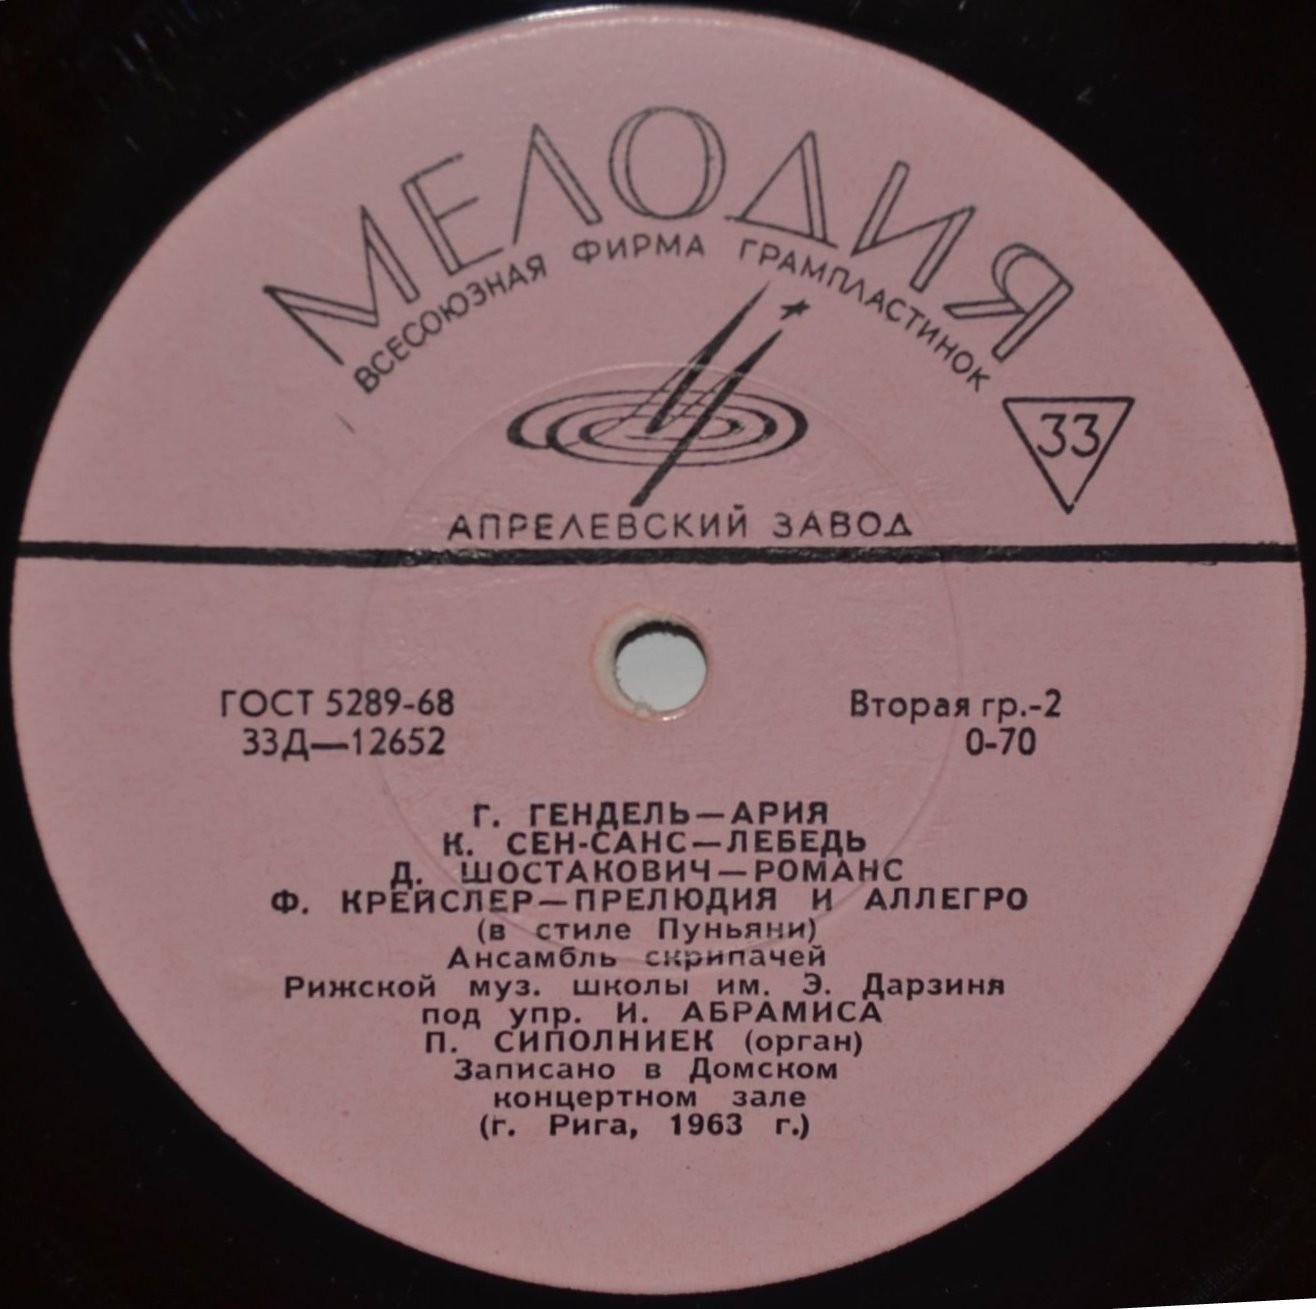 МЕЛОДИЯ
ВСЕСОЮЗНАЯ ФИРМА ГРАМПЛАСТИНОК
33
АПРЕЛЕВСКИЙ ЗАВОД
ГОСТ 5289-68
Вторая гр.-2
33Д—12652
0-70
Г. ГЕНДЕЛЬ—АРИЯ
К. СЕН-САНС—ЛЕБЕДЬ
Д. ШОСТАКОВИЧ—РОМАНС
Ф. КРЕЙСЛЕР—ПРЕЛЮДИЯ И АЛЛЕГРО
(в стиле Пуньяни)
Ансамбль скрипачей
Рижской муз. школы им. Э. Дарзиня
под упр. И. АБРАМИСА
П. СИПОЛНИЕК (орган)
Записано в Домском
концертном зале
(г. Рига, 1963 г.)